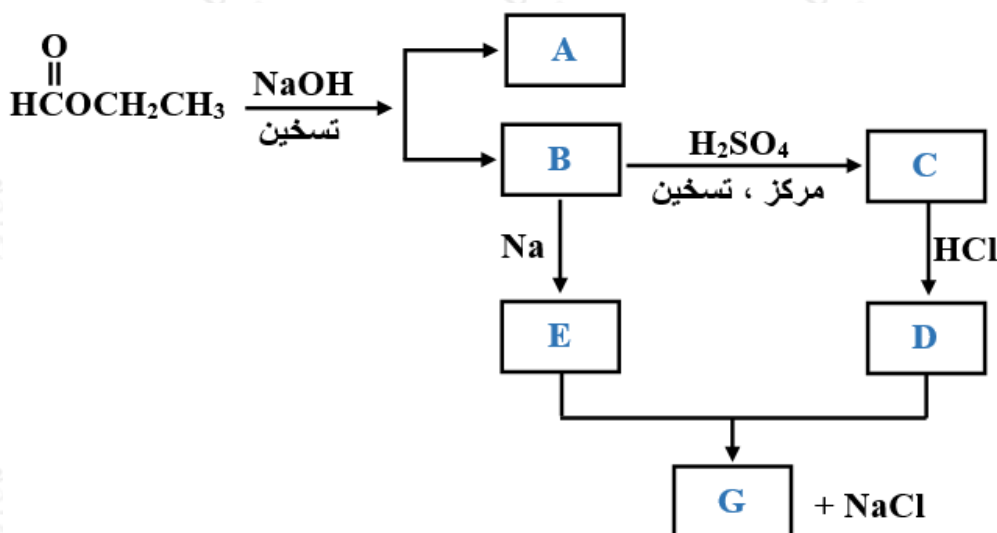 O
||
HCOCH₂CH₃
NaOH
تسخين
A
B
H₂SO₄
مركز ، تسخين
C
Na
HCl
E
D
G
+ NaCl